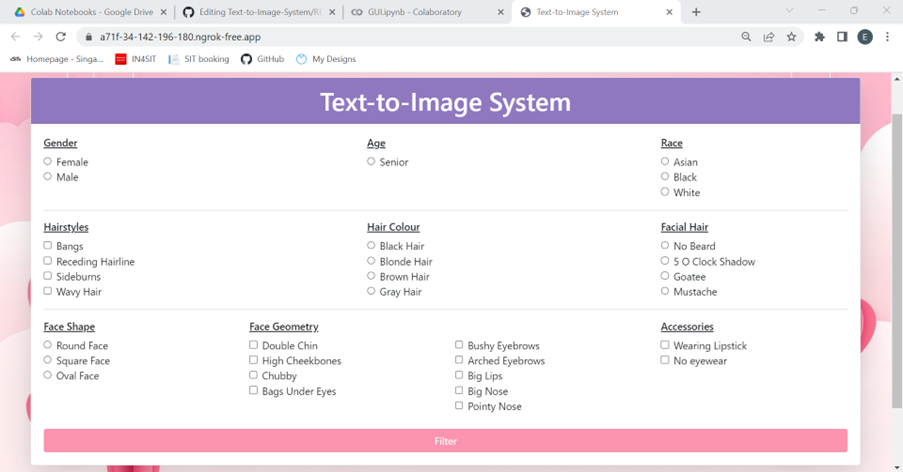 Colab Notebooks - Google Drive
Editing Text-to-Image-System/RE
GUI.ipynb - Colaboratory
Text-to-Image System
a71f-34-142-196-180.ngrok-free.app
E
Homepage - Singa...
IN4SIT
SIT booking
GitHub
My Designs
Text-to-Image System
Gender
Female
Male
Age
Senior
Race
Asian
Black
White
Hairstyles
Bangs
Receding Hairline
Sideburns
Wavy Hair
Hair Colour
Black Hair
Blonde Hair
Brown Hair
Gray Hair
Facial Hair
No Beard
5 O Clock Shadow
Goatee
Mustache
Face Shape
Round Face
Square Face
Oval Face
Face Geometry
Double Chin
High Cheekbones
Chubby
Bags Under Eyes
Bushy Eyebrows
Arched Eyebrows
Big Lips
Big Nose
Pointy Nose
Accessories
Wearing Lipstick
No eyewear
Filter